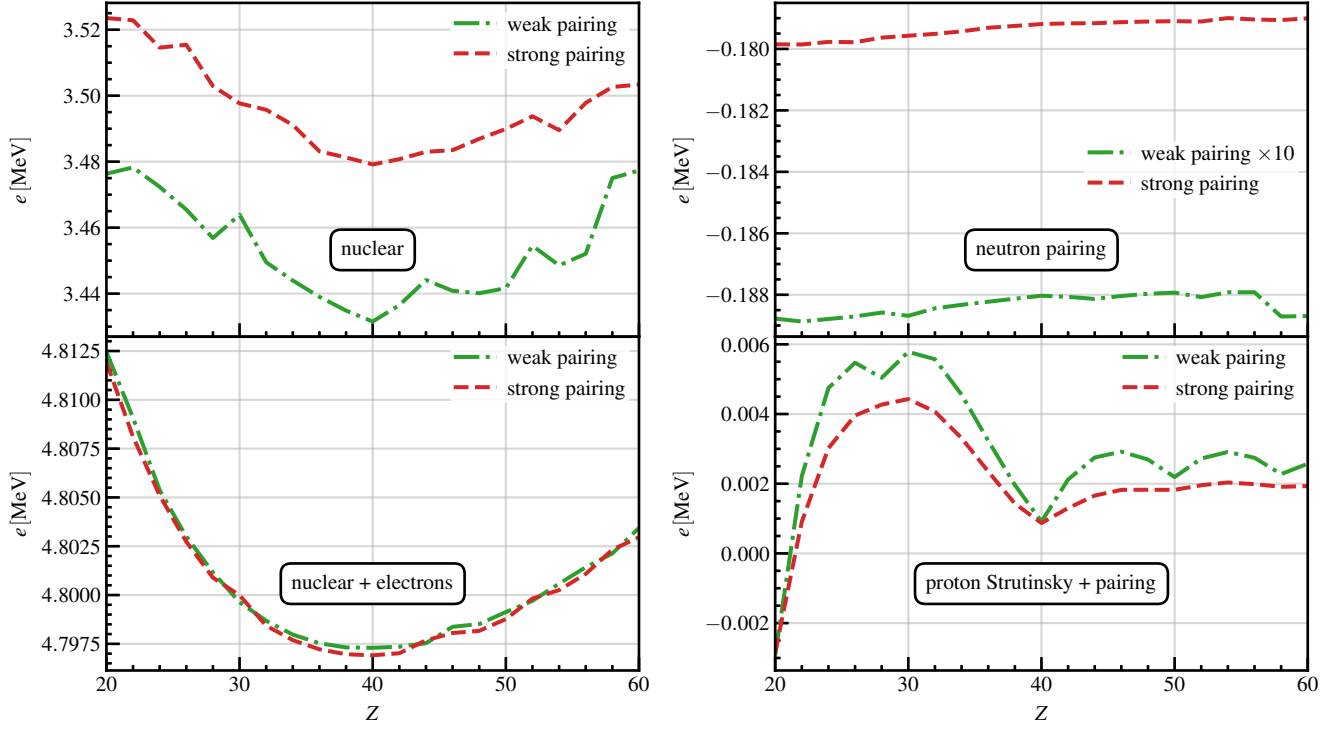 3.52
3.50
3.48
3.46
3.44
e [MeV]
weak pairing
strong pairing
nuclear
−0.180
−0.182
−0.184
−0.186
−0.188
e [MeV]
weak pairing ×10
strong pairing
neutron pairing
4.8125
4.8100
4.8075
4.8050
4.8025
4.8000
4.7975
e [MeV]
weak pairing
strong pairing
nuclear + electrons
20
30
40
50
60
Z
0.006
0.004
0.002
0.000
−0.002
e [MeV]
weak pairing
strong pairing
proton Strutinsky + pairing
20
30
40
50
60
Z